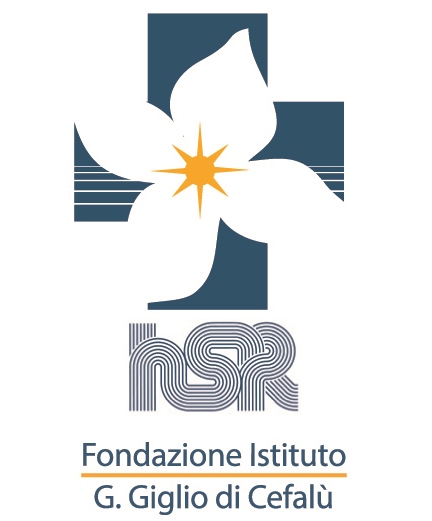 hSR
Fondazione Istituto
G. Giglio di Cefalù